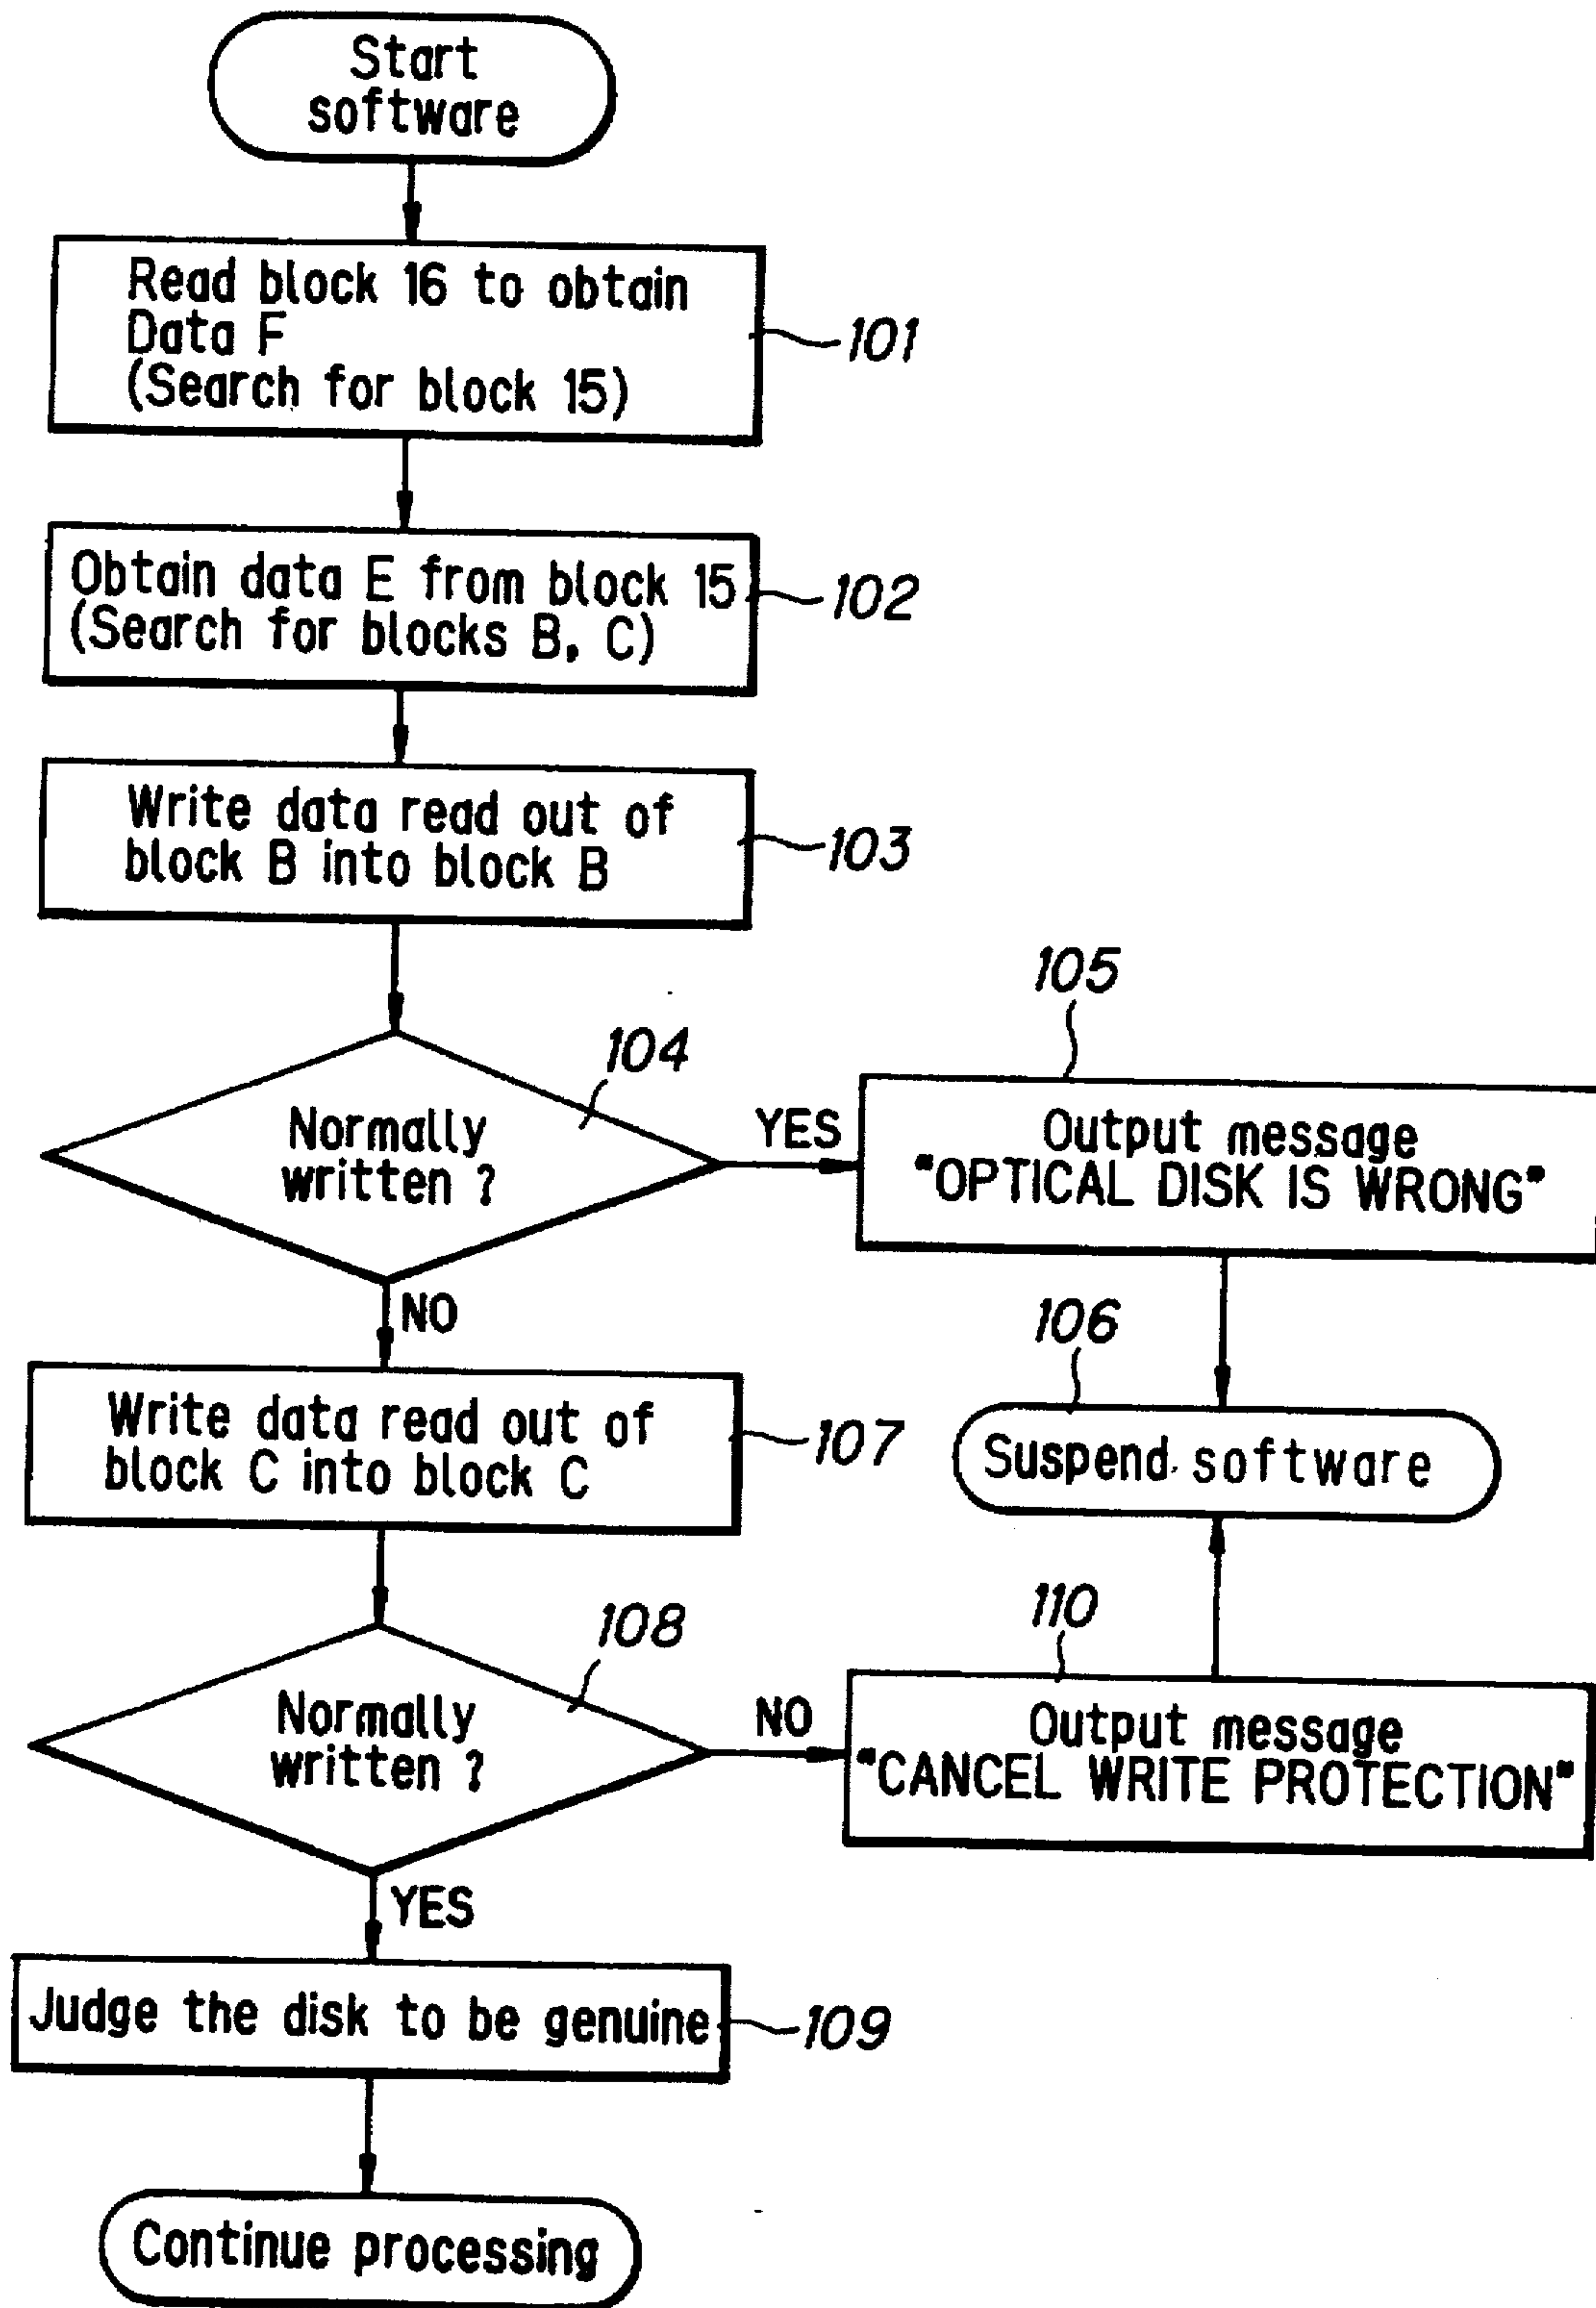 Start
software
Read block 16 to obtain
Data F
(Search for block 15)
101
Obtain data E from block 15
(Search for blocks B, C)
102
Write data read out of
block B into block B
103
104
Normally
written ?
YES
105
Output message
"OPTICAL DISK IS WRONG"
NO
106
Suspend software
Write data read out of
block C into block C
107
108
Normally
written ?
NO
110
Output message
"CANCEL WRITE PROTECTION"
YES
Judge the disk to be genuine
109
Continue processing